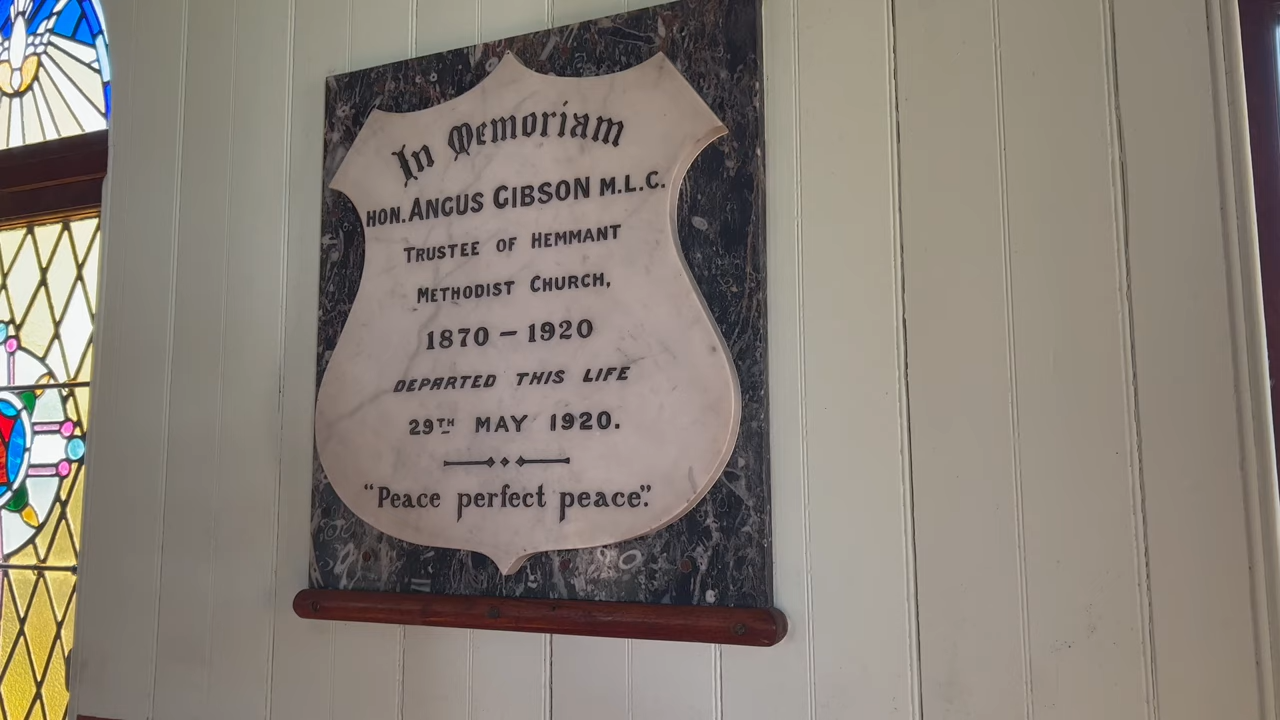 In Memoriam
HON. ANGUS GIBSON M.L.C.
TRUSTEE OF HEMMANT
METHODIST CHURCH,
1870 – 1920
DEPARTED THIS LIFE
29TH MAY 1920.
“Peace perfect peace.”